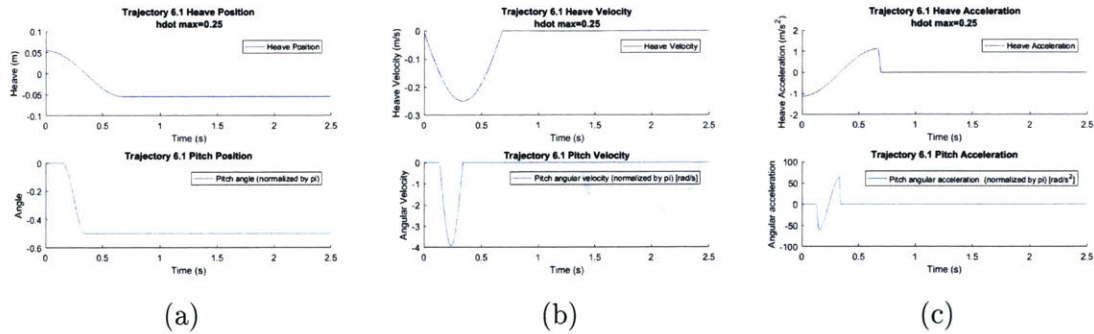 Trajectory 6.1 Heave Position
hdot max=0.25
Heave (m)
0.1
0.05
0
-0.05
-0.1
Heave Position
0 0.5 1 1.5 2 2.5
Time (s)
Trajectory 6.1 Pitch Position
Angle
0
-0.2
-0.4
-0.6
Pitch angle (normalized by pi)
0 0.5 1 1.5 2 2.5
Time (s)
(a)
Trajectory 6.1 Heave Velocity
hdot max=0.25
Heave Velocity (m/s)
0
-0.1
-0.2
-0.3
Heave Velocity
0 0.5 1 1.5 2 2.5
Time (s)
Trajectory 6.1 Pitch Velocity
Angular Velocity
0
-1
-2
-3
-4
Pitch angular velocity (normalized by pi) [rad/s]
0 0.5 1 1.5 2 2.5
Time (s)
(b)
Trajectory 6.1 Heave Acceleration
hdot max=0.25
Heave Acceleration (m/s²)
2
1
0
-1
-2
Heave Acceleration
0 0.5 1 1.5 2 2.5
Time (s)
Trajectory 6.1 Pitch Acceleration
Angular acceleration
100
50
0
-50
-100
Pitch angular acceleration (normalized by pi) [rad/s²]
0 0.5 1 1.5 2 2.5
Time (s)
(c)